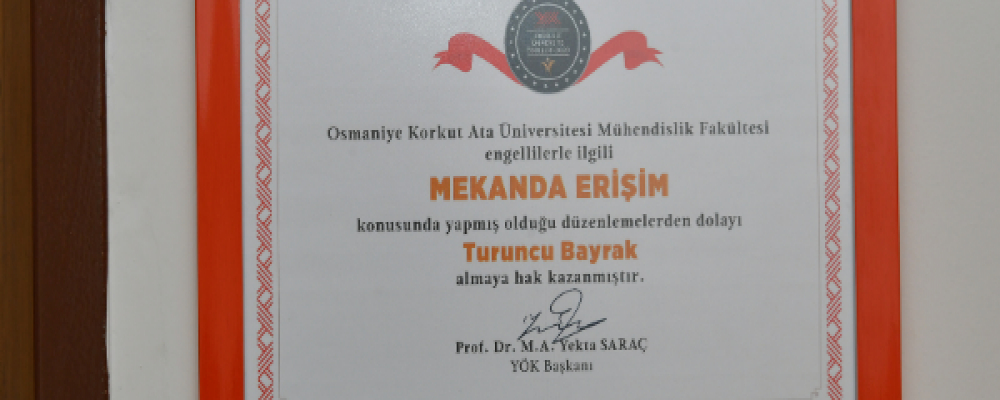 Osmaniye Korkut Ata Üniversitesi Mühendislik Fakültesi
engellilerle ilgili
MEKANDA ERİŞİM
konusunda yapmış olduğu düzenlemelerden dolayı
Turuncu Bayrak
almaya hak kazanmıştır.
Prof. Dr. M.A. Yekta SARAÇ
YÖK Başkanı